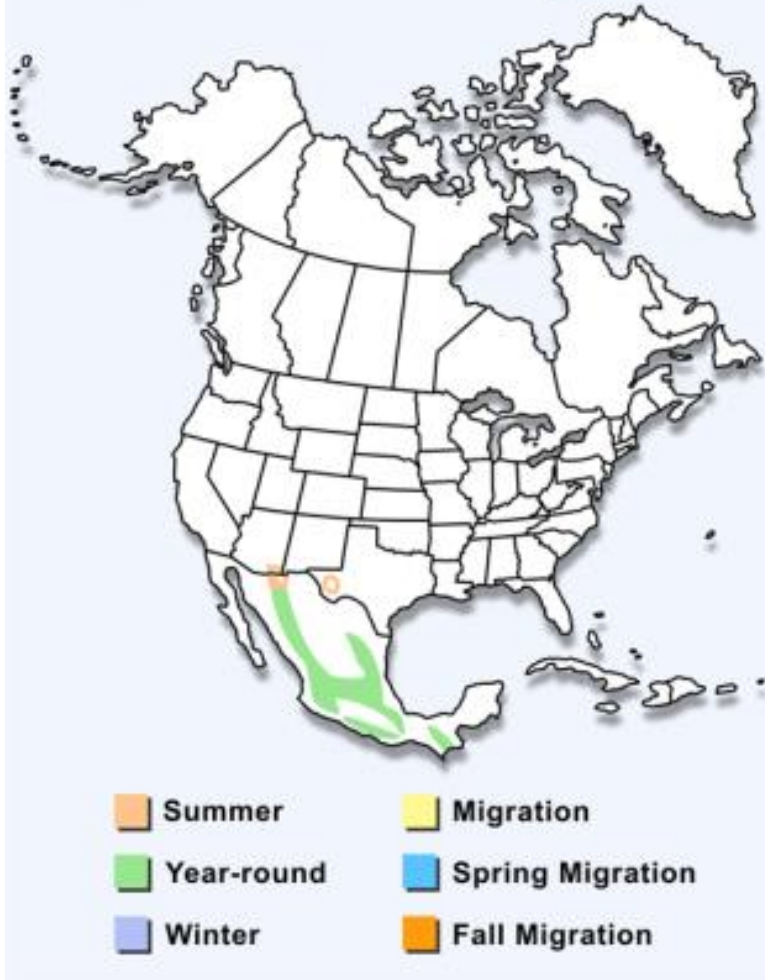 Summer
Migration
Year-round
Spring Migration
Winter
Fall Migration